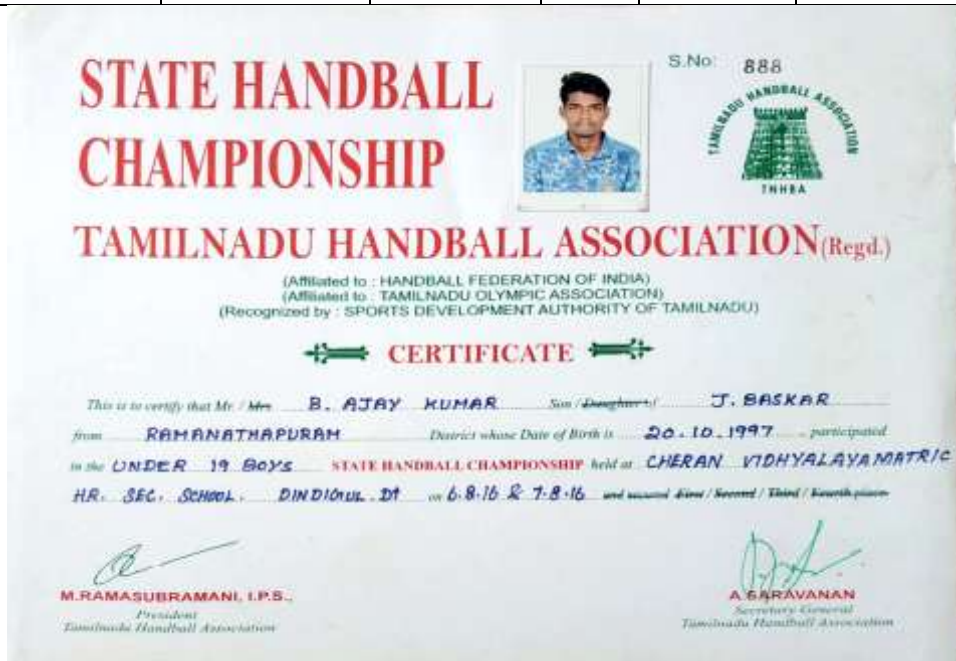 STATE HANDBALL
CHAMPIONSHIP
S.No: 888
TAMILNADU HANDBALL ASSOCIATION
TNHBA
TAMILNADU HANDBALL ASSOCIATION (Regd.)
(Affiliated to : HANDBALL FEDERATION OF INDIA)
(Affiliated to : TAMILNADU OLYMPIC ASSOCIATION)
(Recognized by : SPORTS DEVELOPMENT AUTHORITY OF TAMILNADU)
CERTIFICATE
This is to certify that Mr / Mrs B. AJAY KUMAR Son / Daughter of J. BASKAR
from RAMANATHAPURAM District whose Date of Birth is 20.10.1997 participated
in the UNDER 19 BOYS STATE HANDBALL CHAMPIONSHIP held at CHERAN VIDHYALAYA MATRIC
HR. SEC. SCHOOL. DINDIGUL. DT on 6.8.16 & 7.8.16 and secured First / Second / Third / Fourth place
M.RAMASUBRAMANI, I.P.S.,
President
Tamilnadu Handball Association
A.SARAVANAN
Secretary General
Tamilnadu Handball Association